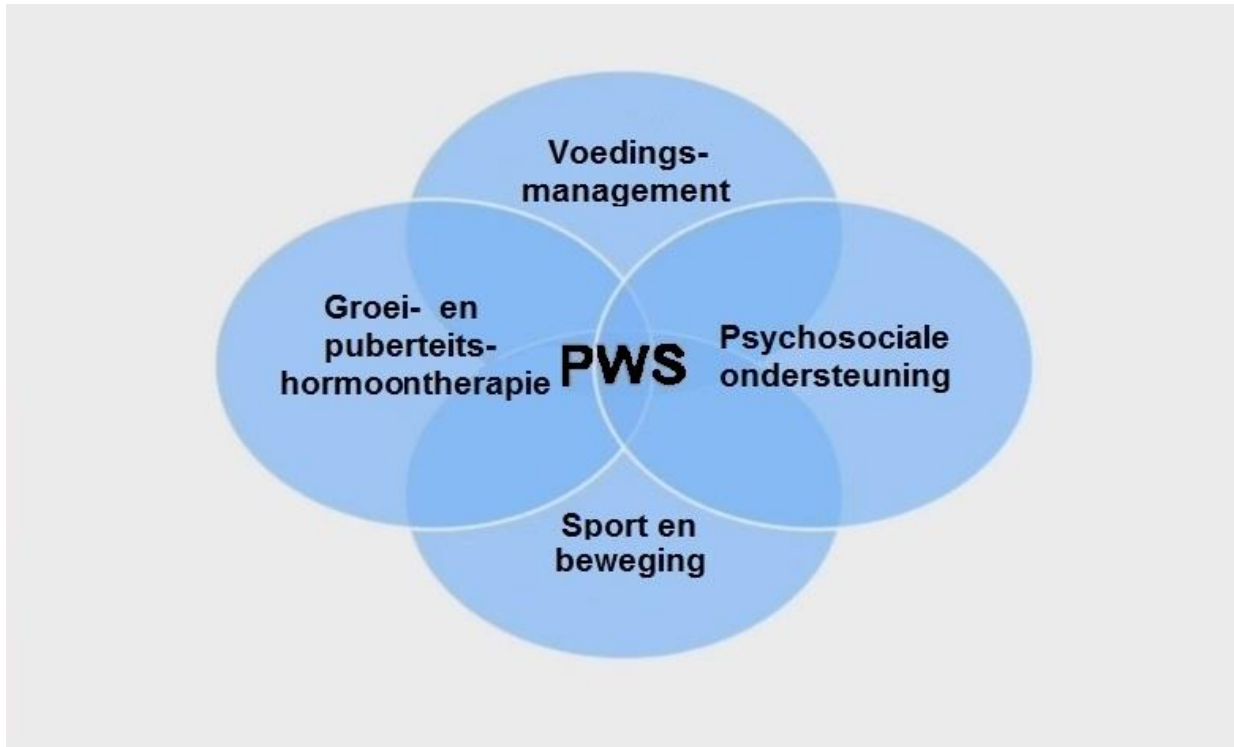 Voedings-
management
Groei- en
puberteits-
hormoontherapie
PWS
Psychosociale
ondersteuning
Sport en
beweging